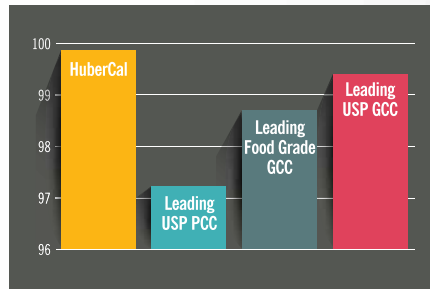 100
99
98
97
96
HuberCal
Leading
USP PCC
Leading
Food Grade
GCC
Leading
USP GCC